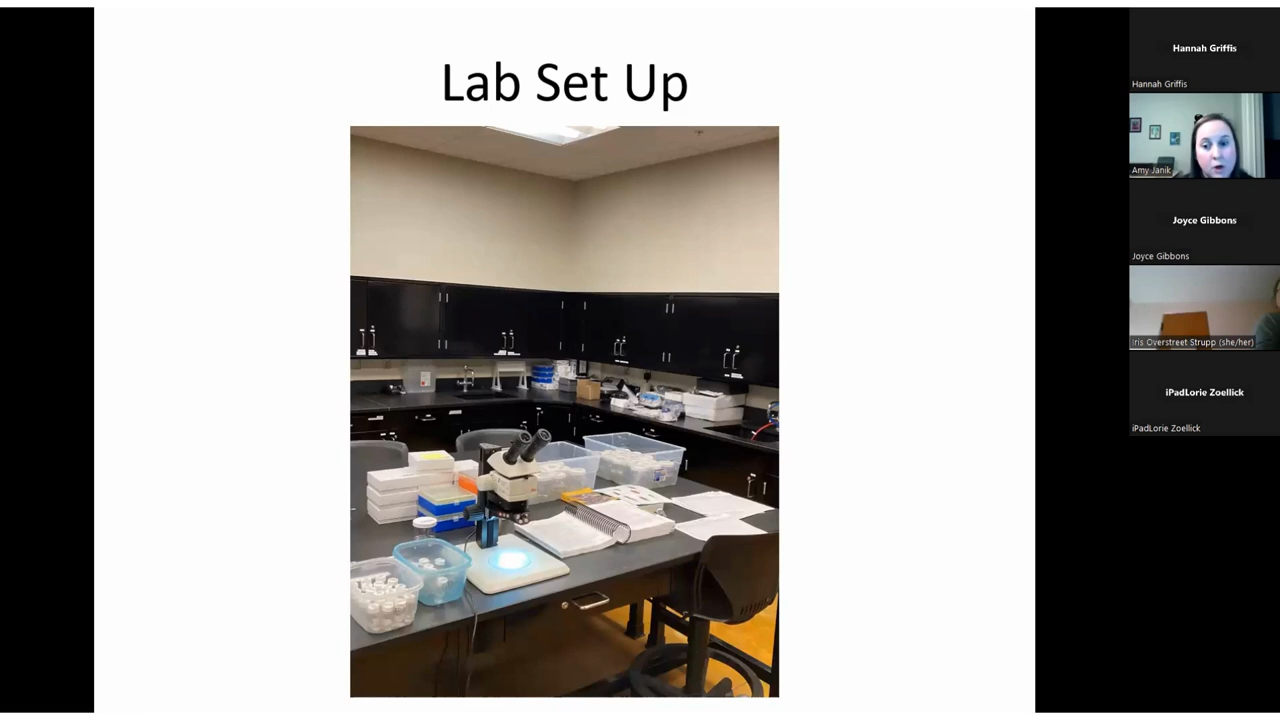 Lab Set Up
Hannah Griffis
Hannah Griffis
Amy Janik
Joyce Gibbons
Joyce Gibbons
Iris Overstreet Strupp (she/her)
iPadLorie Zoellick
iPadLorie Zoellick